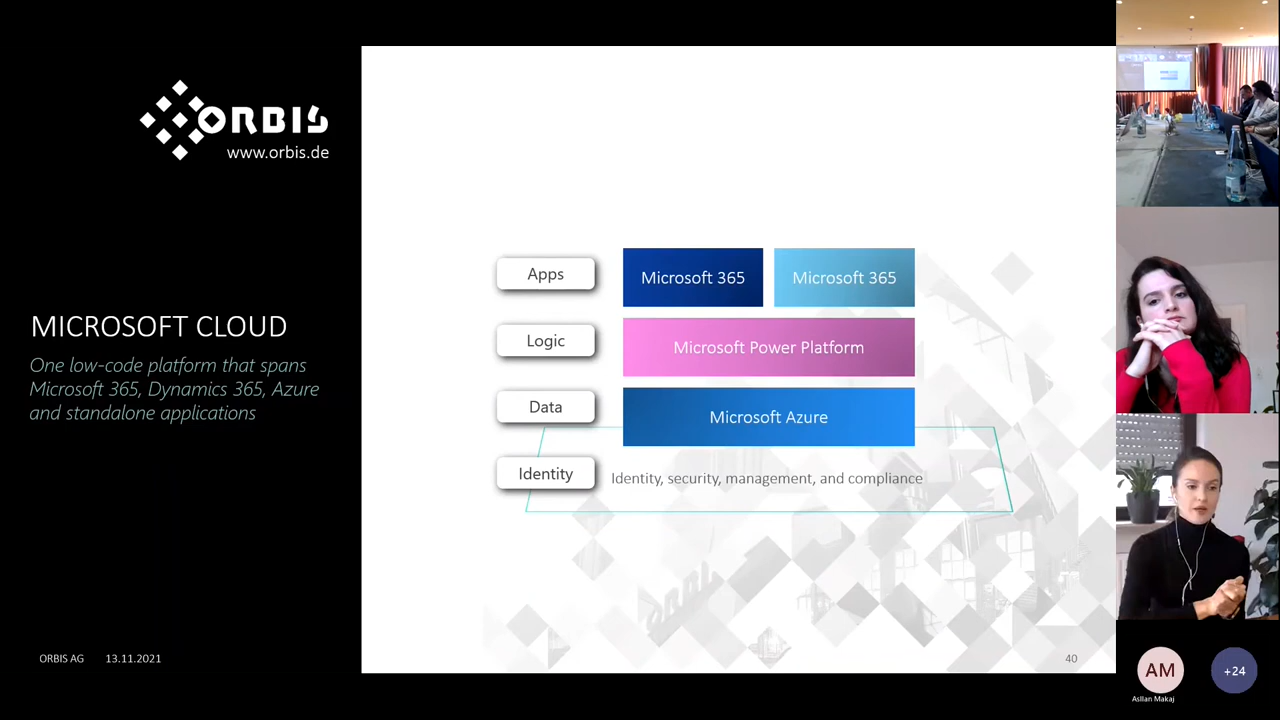 ORBIS
www.orbis.de
MICROSOFT CLOUD
One low-code platform that spans
Microsoft 365, Dynamics 365, Azure
and standalone applications
ORBIS AG 13.11.2021
Apps
Microsoft 365
Microsoft 365
Logic
Microsoft Power Platform
Data
Microsoft Azure
Identity
Identity, security, management, and compliance
40
AM
Asllan Makaj
+24